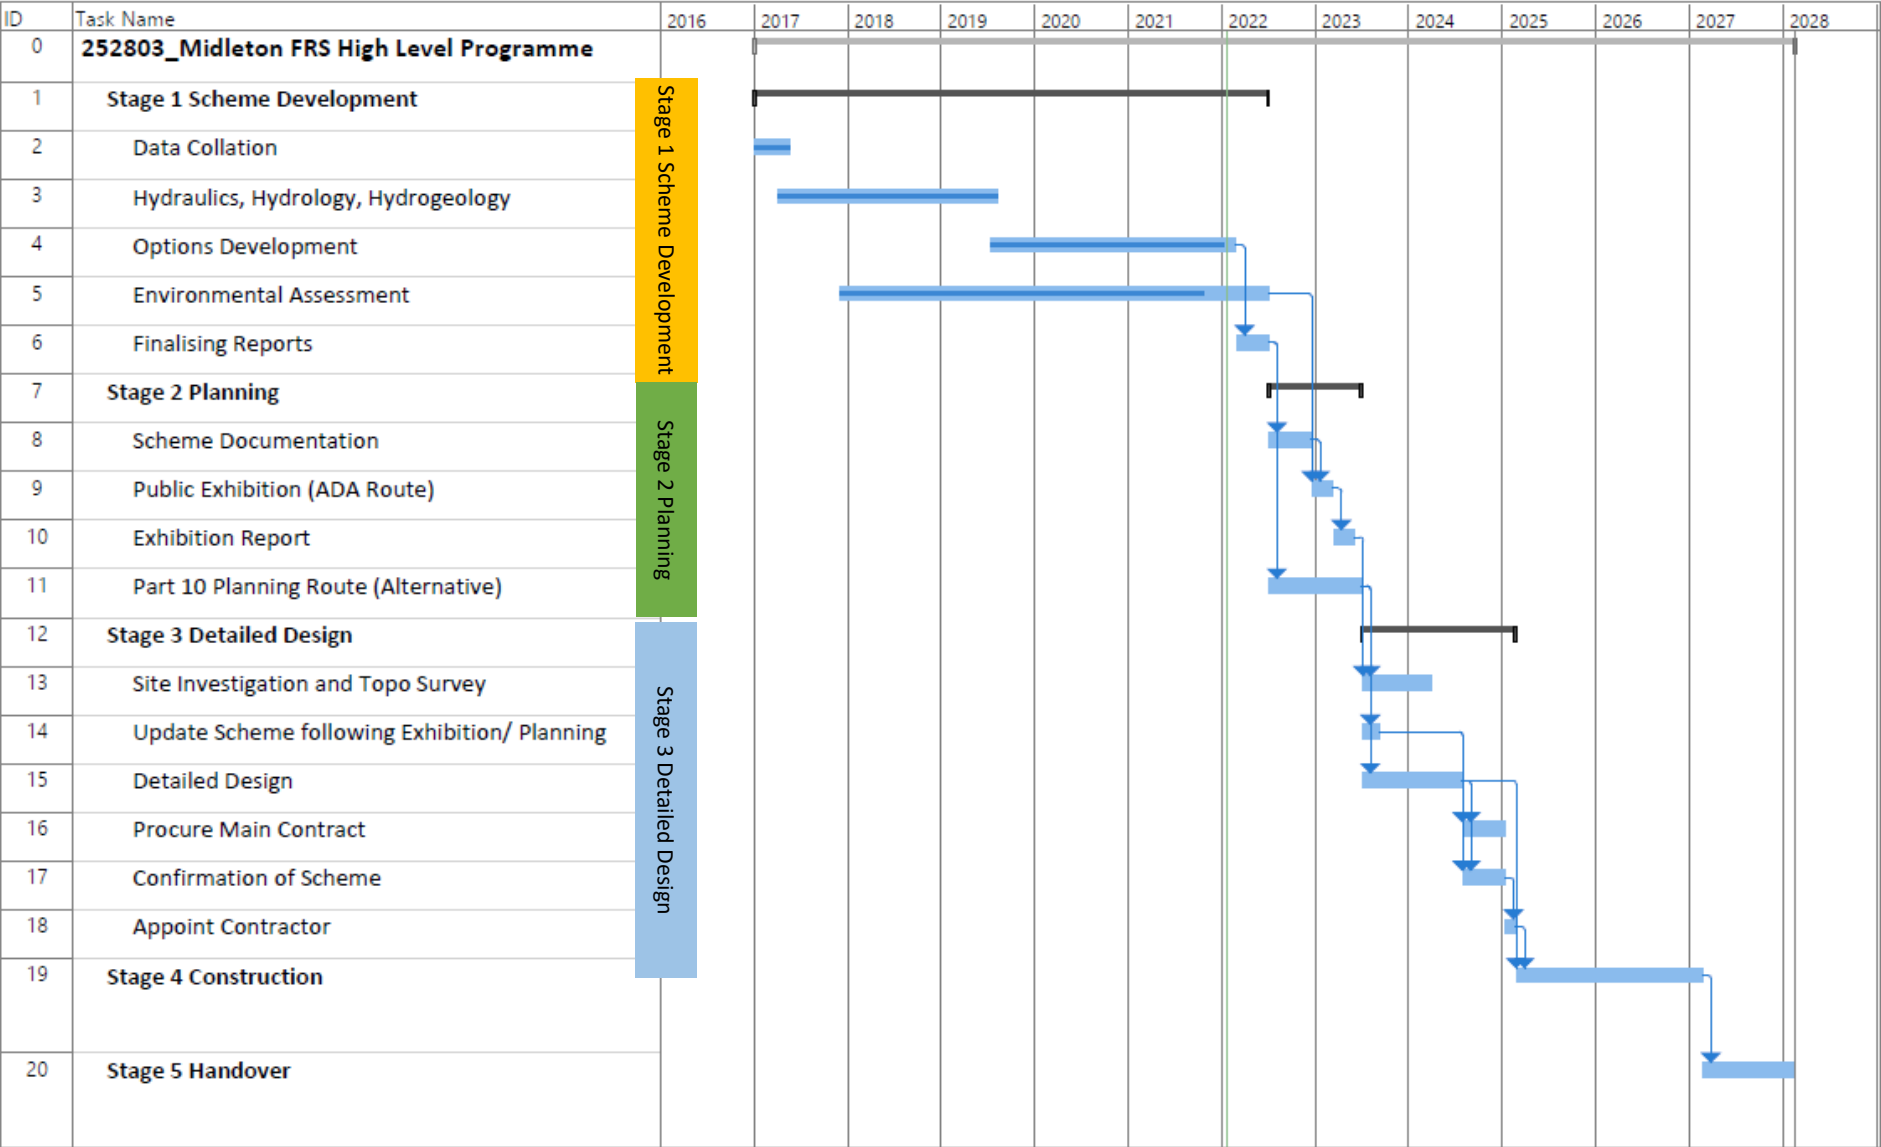 ID Task Name 2016 2017 2018 2019 2020 2021 2022 2023 2024 2025 2026 2027 2028
0 252803_Midleton FRS High Level Programme
1 Stage 1 Scheme Development
2 Data Collation
3 Hydraulics, Hydrology, Hydrogeology
4 Options Development
5 Environmental Assessment
6 Finalising Reports
7 Stage 2 Planning
8 Scheme Documentation
9 Public Exhibition (ADA Route)
10 Exhibition Report
11 Part 10 Planning Route (Alternative)
12 Stage 3 Detailed Design
13 Site Investigation and Topo Survey
14 Update Scheme following Exhibition/ Planning
15 Detailed Design
16 Procure Main Contract
17 Confirmation of Scheme
18 Appoint Contractor
19 Stage 4 Construction
20 Stage 5 Handover
Stage 1 Scheme Development
Stage 2 Planning
Stage 3 Detailed Design